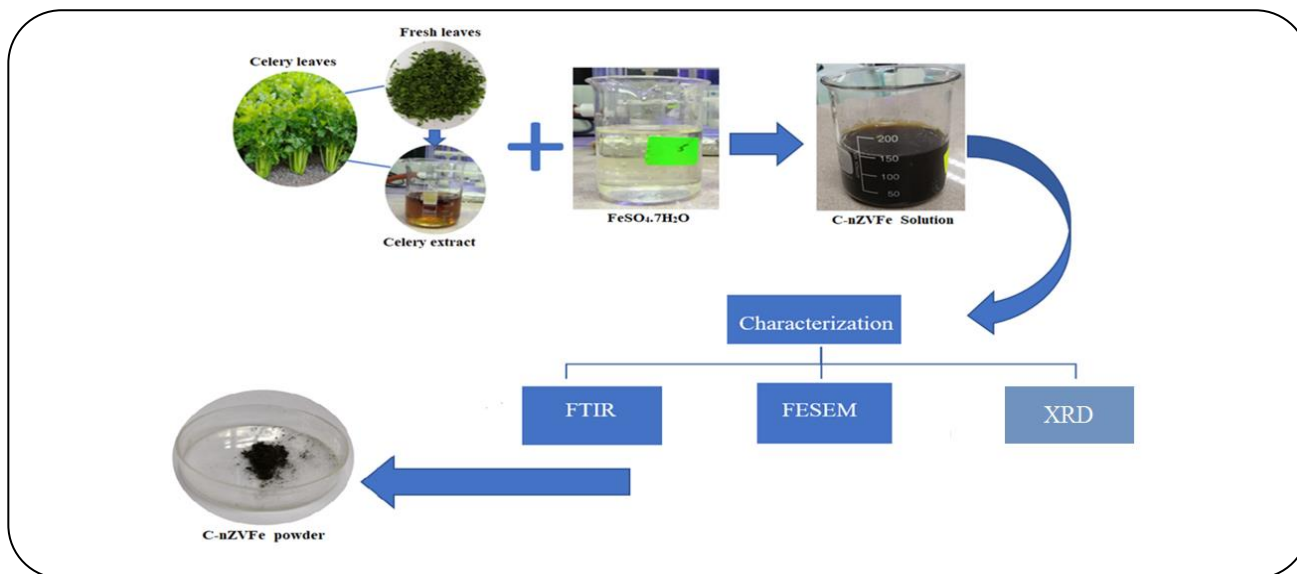 Fresh leaves
Celery leaves
Celery extract
FeSO₄.7H₂O
200
150
100
50
C-nZVFe Solution
Characterization
FTIR
FESEM
XRD
C-nZVFe powder